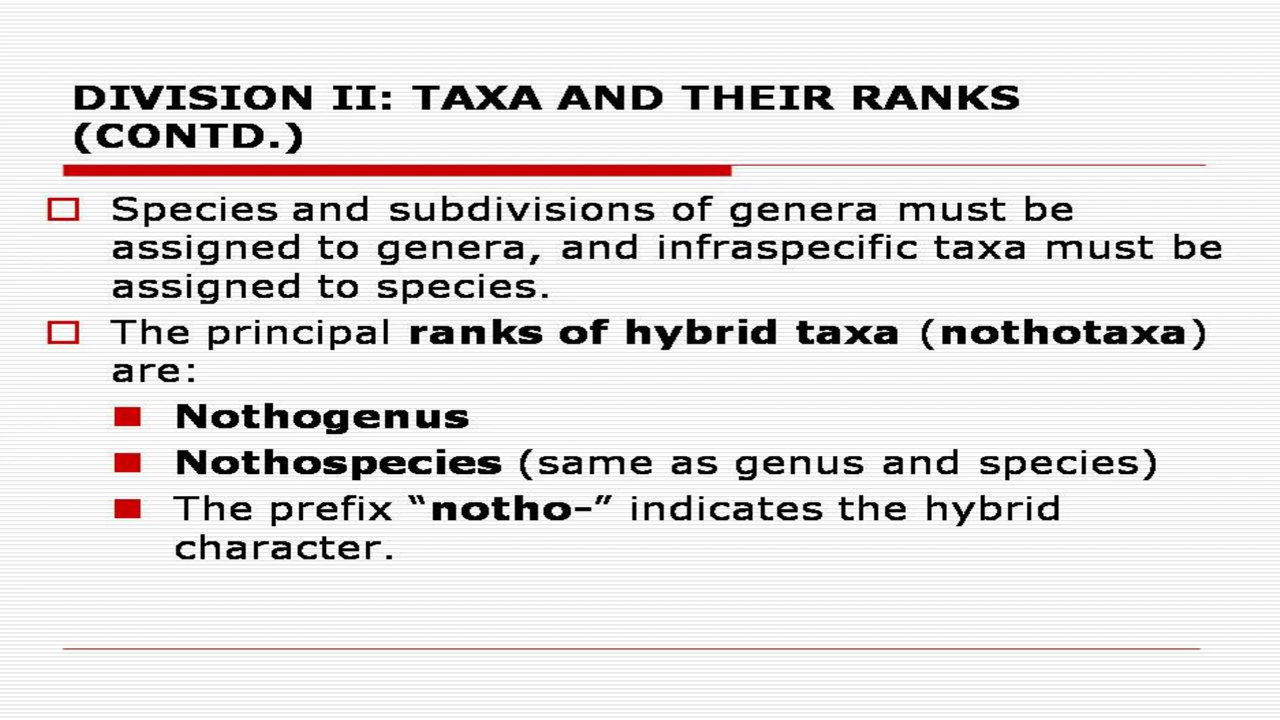 DIVISION II: TAXA AND THEIR RANKS
(CONTD.)
Species and subdivisions of genera must be
assigned to genera, and infraspecific taxa must be
assigned to species.
The principal ranks of hybrid taxa (nothotaxa)
are:
Nothogenus
Nothospecies (same as genus and species)
The prefix “notho-” indicates the hybrid
character.